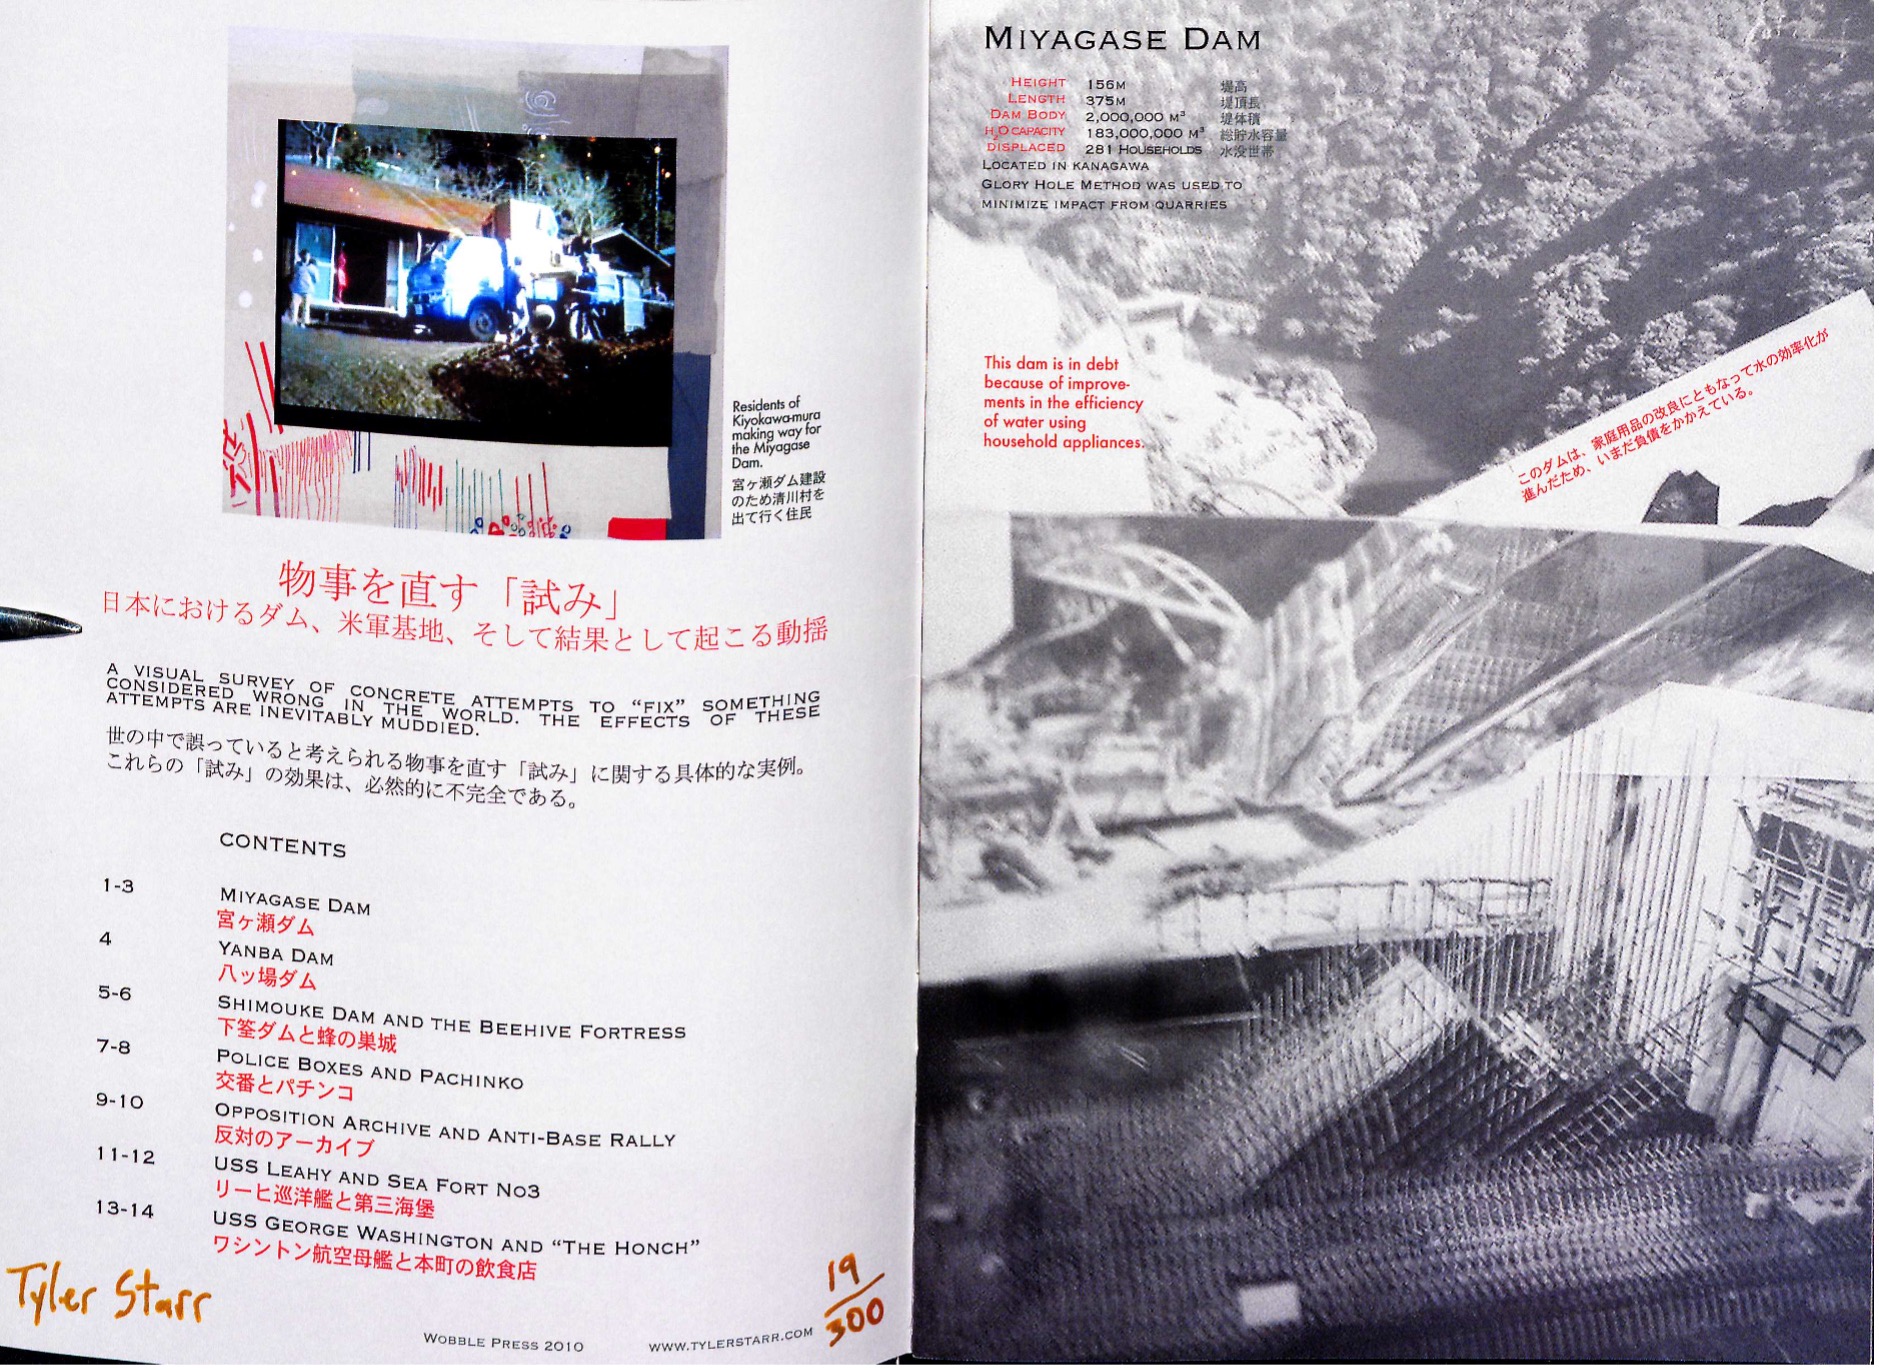 Residents of
Kiyokawa-mura
making way for
the Miyagase
Dam.
宮ヶ瀬ダム建設
のため清川村を
出て行く住民
物事を直す「試み」
日本におけるダム、米軍基地、そして結果として起こる動揺
A VISUAL SURVEY OF CONCRETE ATTEMPTS TO “FIX” SOMETHING
CONSIDERED WRONG IN THE WORLD. THE EFFECTS OF THESE
ATTEMPTS ARE INEVITABLY MUDDIED.
世の中で誤っていると考えられる物事を直す「試み」に関する具体的な実例。
これらの「試み」の効果は、必然的に不完全である。
CONTENTS
1-3 MIYAGASE DAM
宮ヶ瀬ダム
4 YANBA DAM
八ッ場ダム
5-6 SHIMOUKE DAM AND THE BEEHIVE FORTRESS
下筌ダムと蜂の巣城
7-8 POLICE BOXES AND PACHINKO
交番とパチンコ
9-10 OPPOSITION ARCHIVE AND ANTI-BASE RALLY
反対のアーカイブ
11-12 USS LEAHY AND SEA FORT NO3
リーヒ巡洋艦と第三海堡
13-14 USS GEORGE WASHINGTON AND “THE HONCH”
ワシントン航空母艦と本町の飲食店
Tyler Starr
19/300
WOBBLE PRESS 2010 WWW.TYLERSTARR.COM
MIYAGASE DAM
HEIGHT 156M 堤高
LENGTH 375M 堤頂長
DAM BODY 2,000,000 M³ 堤体積
H₂O CAPACITY 183,000,000 M³ 総貯水容量
DISPLACED 281 HOUSEHOLDS 水没世帯
LOCATED IN KANAGAWA
GLORY HOLE METHOD WAS USED TO
MINIMIZE IMPACT FROM QUARRIES
This dam is in debt
because of improve-
ments in the efficiency
of water using
household appliances.
このダムは、家庭用品の改良にともなって水の効率化が
進んだため、いまだ負債をかかえている。